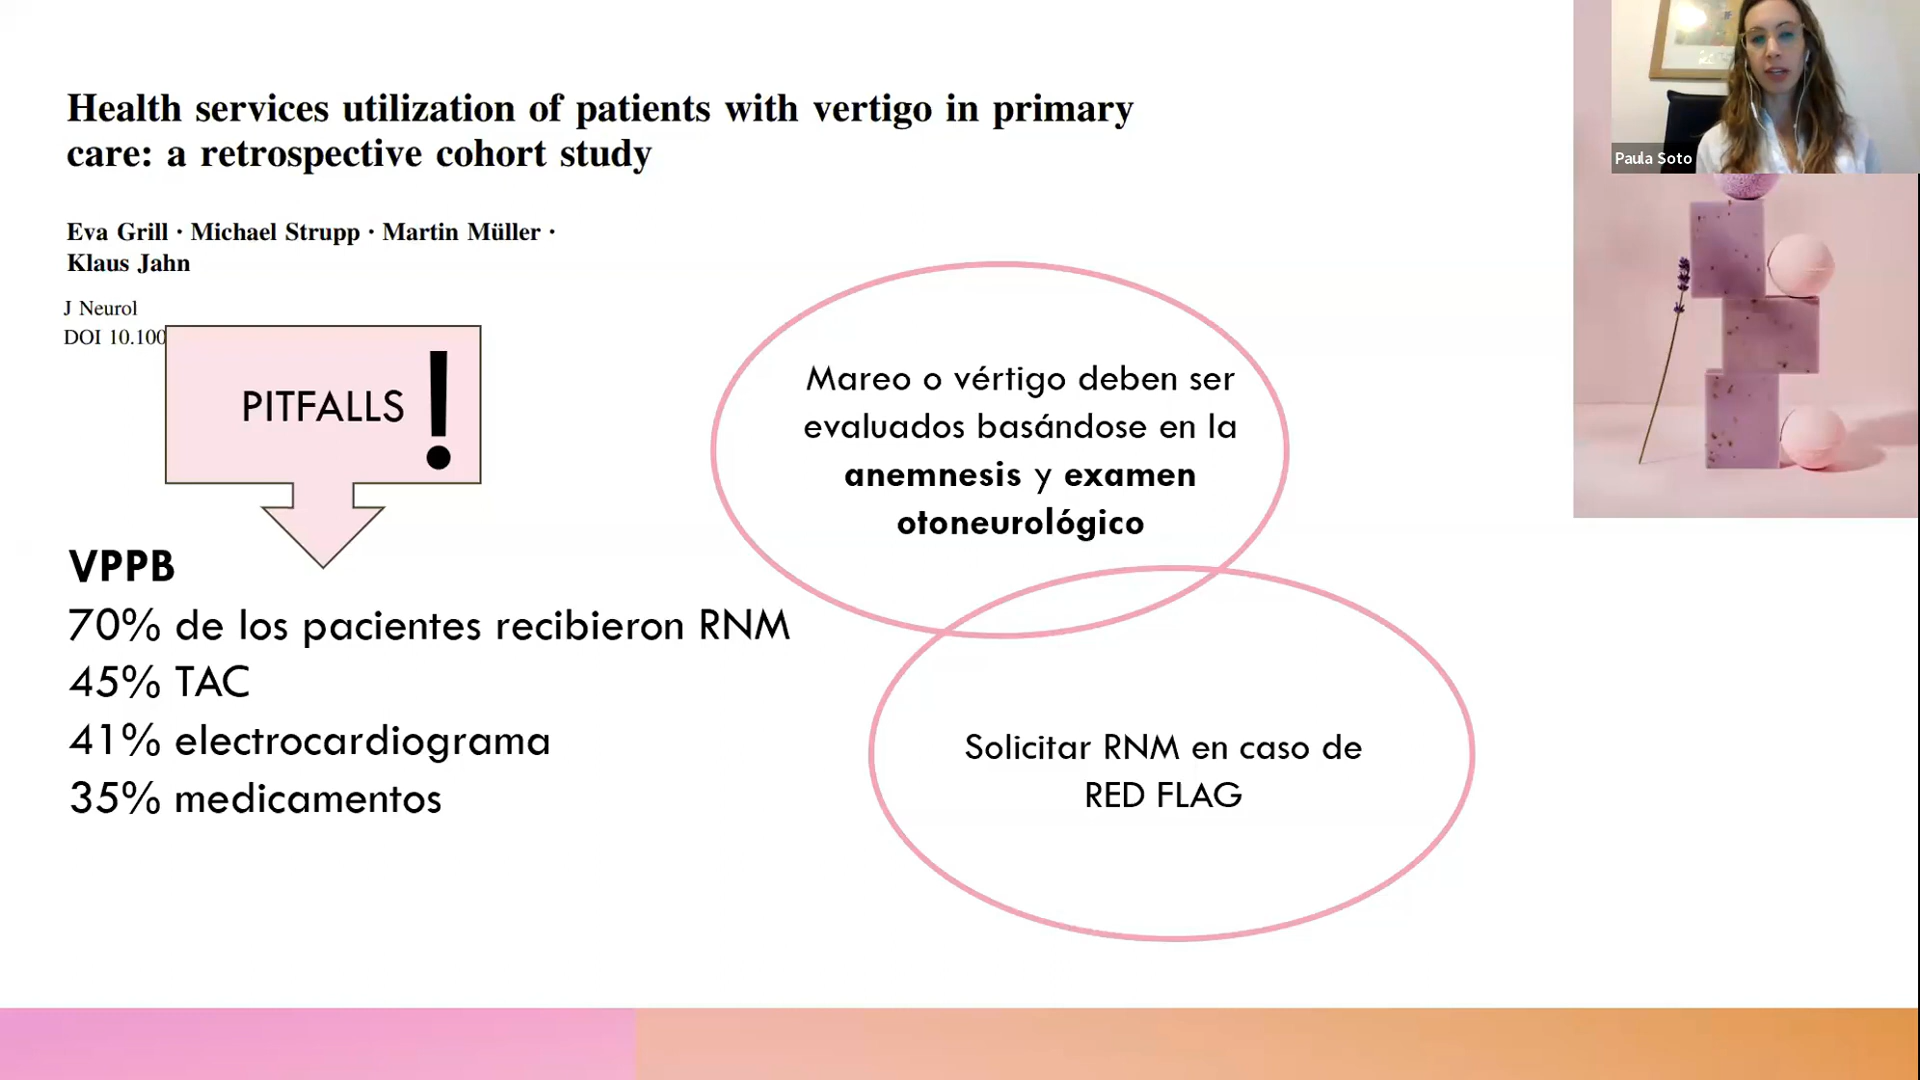 Health services utilization of patients with vertigo in primary
care: a retrospective cohort study
Eva Grill · Michael Strupp · Martin Müller ·
Klaus Jahn
J Neurol
DOI 10.100
PITFALLS !
VPPB
70% de los pacientes recibieron RNM
45% TAC
41% electrocardiograma
35% medicamentos
Mareo o vértigo deben ser
evaluados basándose en la
anemnesis y examen
otoneurológico
Solicitar RNM en caso de
RED FLAG
Paula Soto